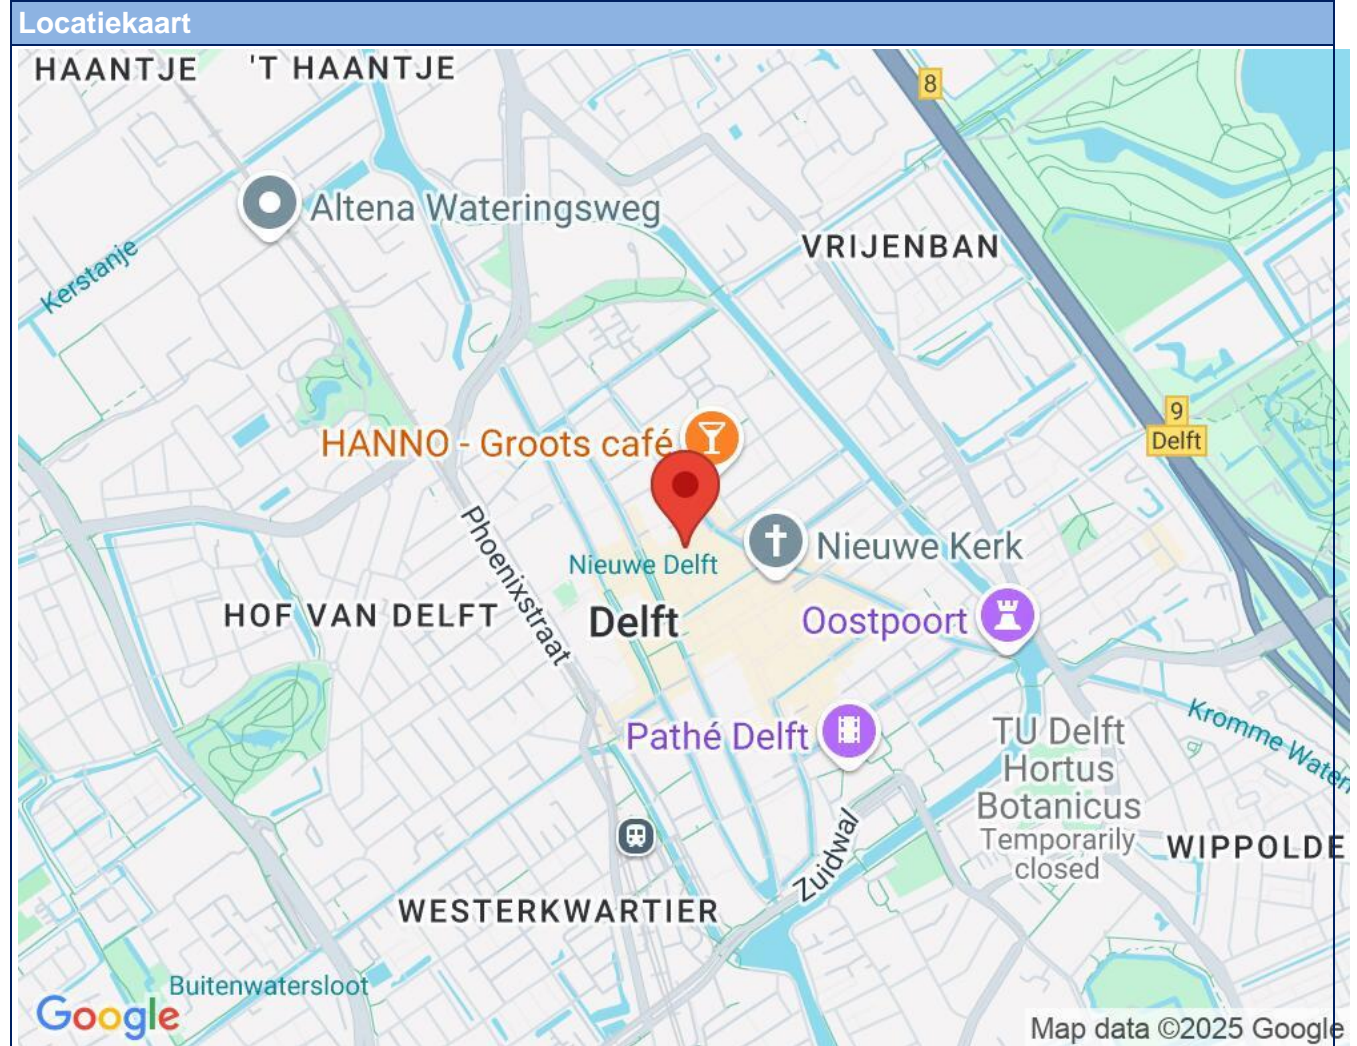 Locatiekaart
HAANTJE
'T HAANTJE
8
Altena Wateringsweg
VRIJENBAN
Kerstanje
9
Delft
HANNO - Groots café
Phoenixstraat
Nieuwe Kerk
Nieuwe Delft
HOF VAN DELFT
Delft
Oostpoort
Pathé Delft
TU Delft
Hortus
Botanicus
Temporarily
closed
Kromme Water
Zuidwal
WIPPOLDE
WESTERKWARTIER
Buitenwatersloot
Google
Map data ©2025 Google